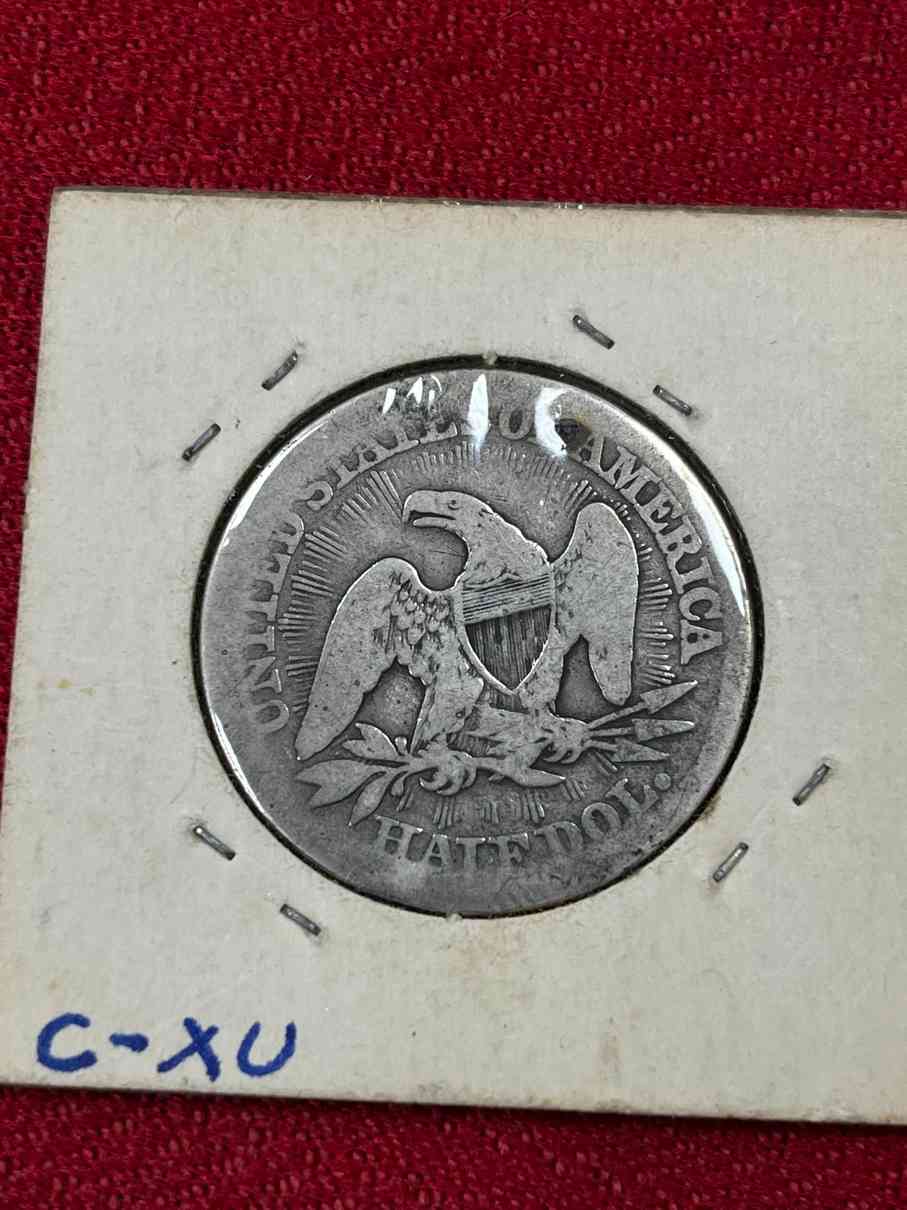 UNITED STATES OF AMERICA
HALF DOL.
C-XU